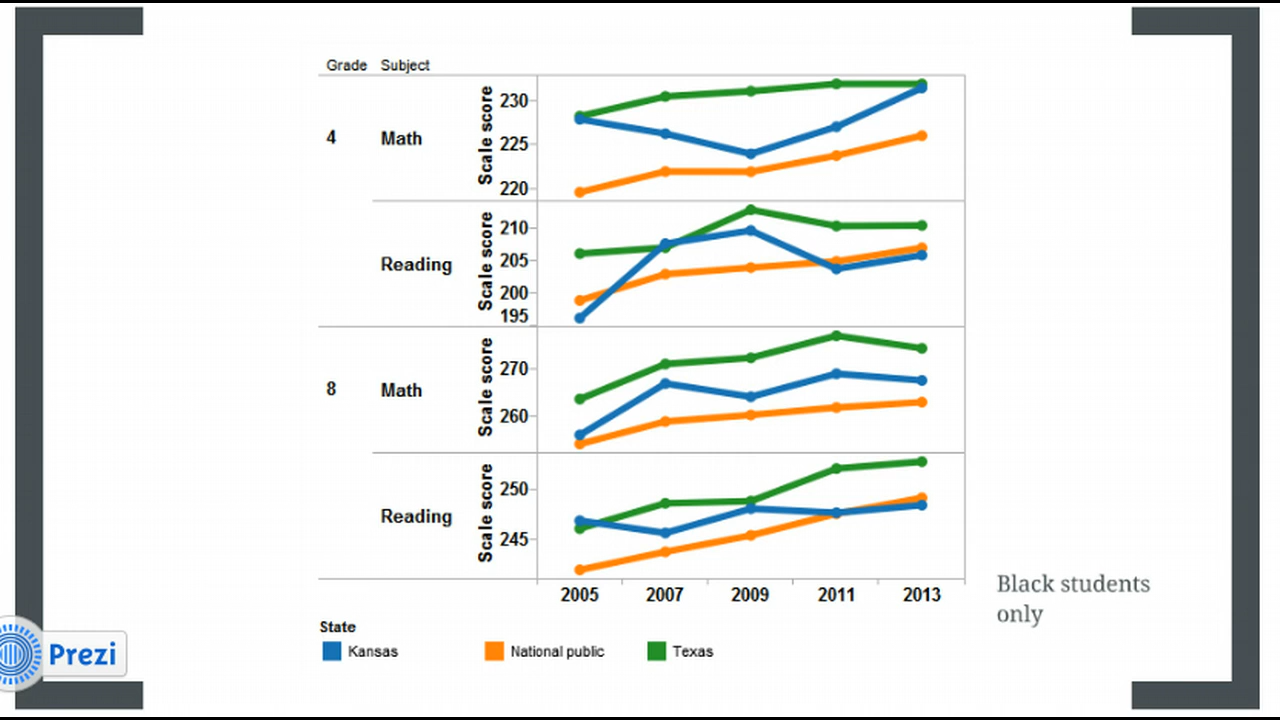 Grade Subject
4 Math
Scale score
230
225
220
Reading
Scale score
210
205
200
195
8 Math
Scale score
270
260
Reading
Scale score
250
245
2005 2007 2009 2011 2013
Black students
only
State
Kansas National public Texas
Prezi